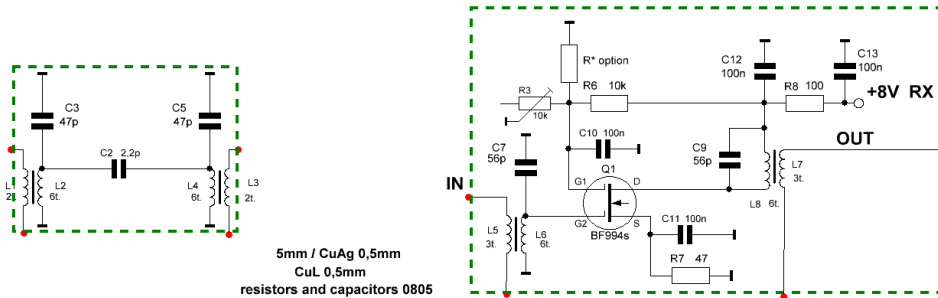 C3
47p
C5
47p
C2 2,2p
L
2t.
L2
6t.
L4
6t.
L3
2t.
5mm / CuAg 0,5mm
CuL 0,5mm
resistors and capacitors 0805
R* option
R3
10k
R6 10k
C12
100n
C13
100n
R8 100
+8V RX
C10 100n
C7
56p
C9
56p
OUT
L7
3t.
L8 6t.
IN
Q1
G1
D
G2
S
BF994s
L5
3t.
L6
6t.
C11 100n
R7 47